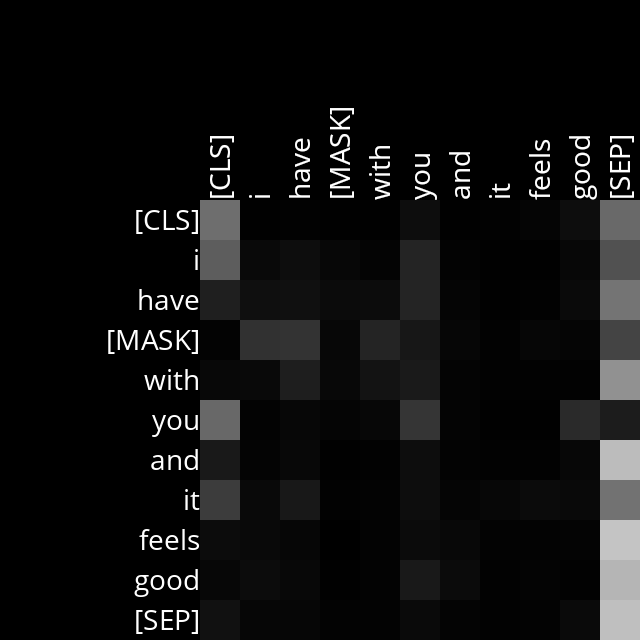 [CLS] i have [MASK] with you and it feels good [SEP]
[CLS]
i
have
[MASK]
with
you
and
it
feels
good
[SEP]